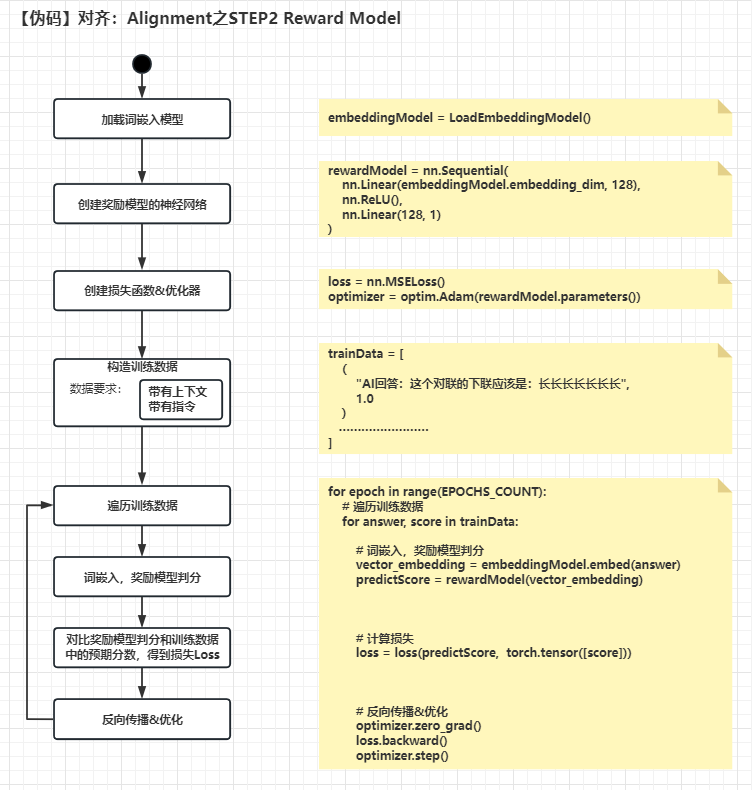 【伪码】对齐：Alignment之STEP2 Reward Model
加载词嵌入模型
embeddingModel = LoadEmbeddingModel()
创建奖励模型的神经网络
rewardModel = nn.Sequential(
nn.Linear(embeddingModel.embedding_dim, 128),
nn.ReLU(),
nn.Linear(128, 1)
)
创建损失函数&优化器
loss = nn.MSELoss()
optimizer = optim.Adam(rewardModel.parameters())
构造训练数据
数据要求：
带有上下文
带有指令
trainData = [
(
"AI回答：这个对联的下联应该是：长长长长长长长",
1.0
)
........................
]
遍历训练数据
词嵌入，奖励模型判分
对比奖励模型判分和训练数据
中的预期分数，得到损失Loss
反向传播&优化
for epoch in range(EPOCHS_COUNT):
# 遍历训练数据
for answer, score in trainData:
# 词嵌入，奖励模型判分
vector_embedding = embeddingModel.embed(answer)
predictScore = rewardModel(vector_embedding)
# 计算损失
loss = loss(predictScore, torch.tensor([score]))
# 反向传播&优化
optimizer.zero_grad()
loss.backward()
optimizer.step()